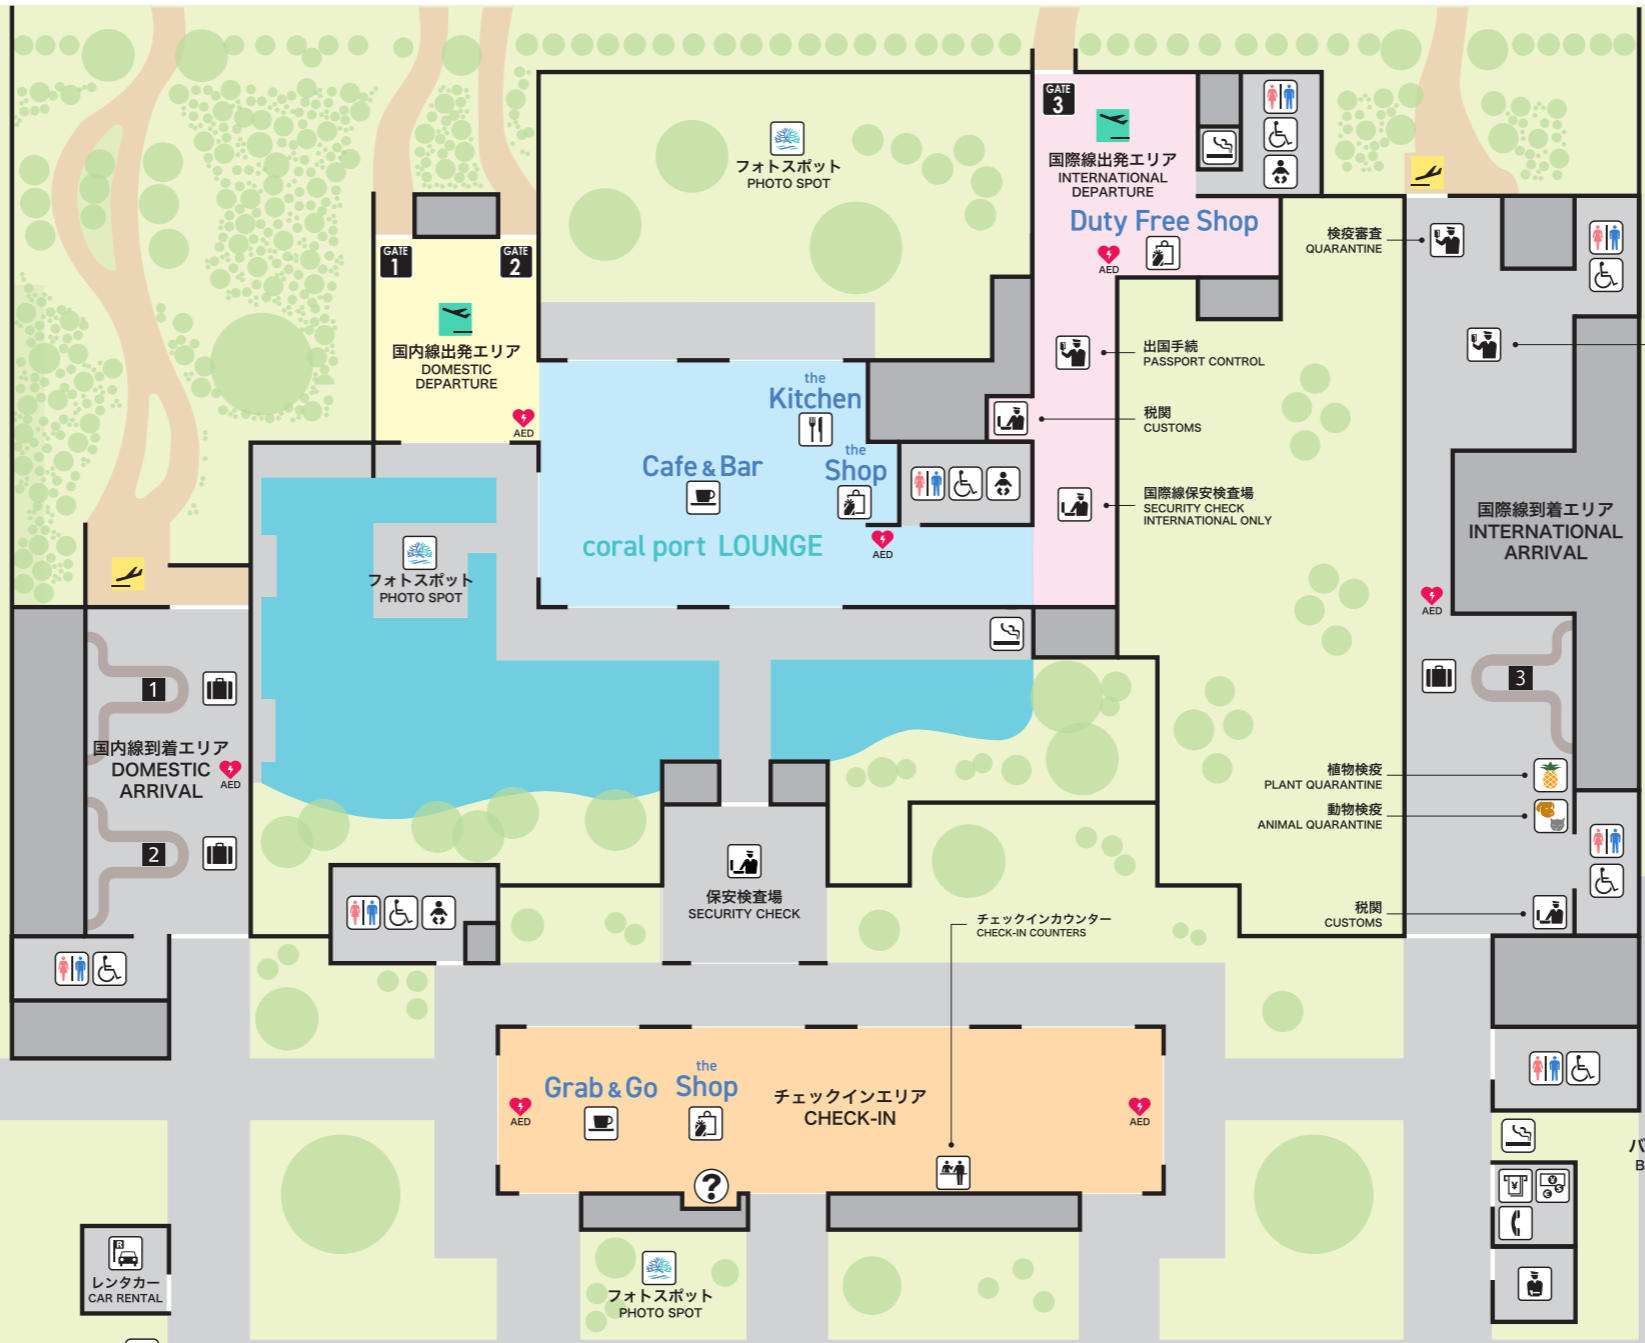 GATE
3
国際線出発エリア
INTERNATIONAL
DEPARTURE
Duty Free Shop
AED
フォトスポット
PHOTO SPOT
検疫審査
QUARANTINE
GATE
1
GATE
2
国内線出発エリア
DOMESTIC
DEPARTURE
AED
出国手続
PASSPORT CONTROL
税関
CUSTOMS
the
Kitchen
Cafe & Bar
the
Shop
coral port LOUNGE
AED
国際線保安検査場
SECURITY CHECK
INTERNATIONAL ONLY
国際線到着エリア
INTERNATIONAL
ARRIVAL
AED
フォトスポット
PHOTO SPOT
1
国内線到着エリア
DOMESTIC
ARRIVAL
AED
2
3
植物検疫
PLANT QUARANTINE
動物検疫
ANIMAL QUARANTINE
税関
CUSTOMS
保安検査場
SECURITY CHECK
チェックインカウンター
CHECK-IN COUNTERS
Grab & Go
the
Shop
チェックインエリア
CHECK-IN
AED
AED
?
フォトスポット
PHOTO SPOT
R
レンタカー
CAR RENTAL
¥
¥
€
$
バ
B